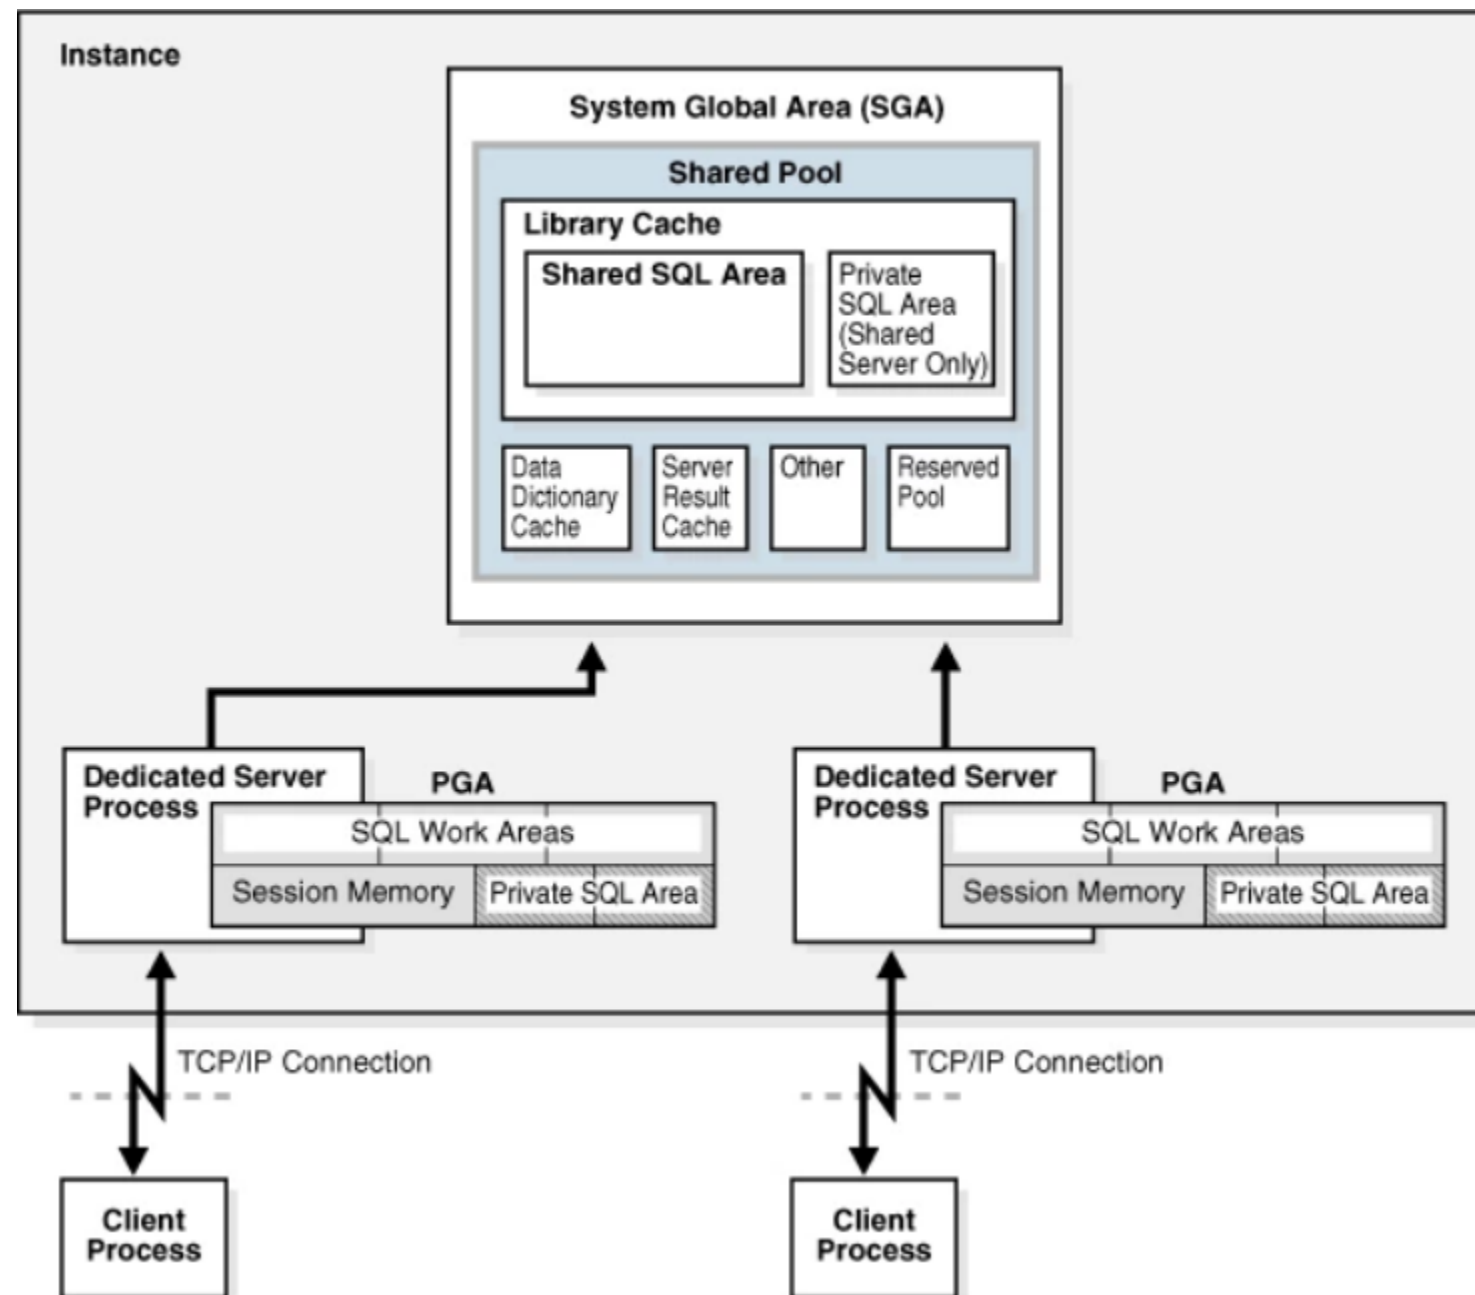 Instance
System Global Area (SGA)
Shared Pool
Library Cache
Shared SQL Area
Private
SQL Area
(Shared
Server Only)
Data
Dictionary
Cache
Server
Result
Cache
Other
Reserved
Pool
Dedicated Server
Process
PGA
SQL Work Areas
Session Memory
Private SQL Area
Dedicated Server
Process
PGA
SQL Work Areas
Session Memory
Private SQL Area
TCP/IP Connection
TCP/IP Connection
Client
Process
Client
Process